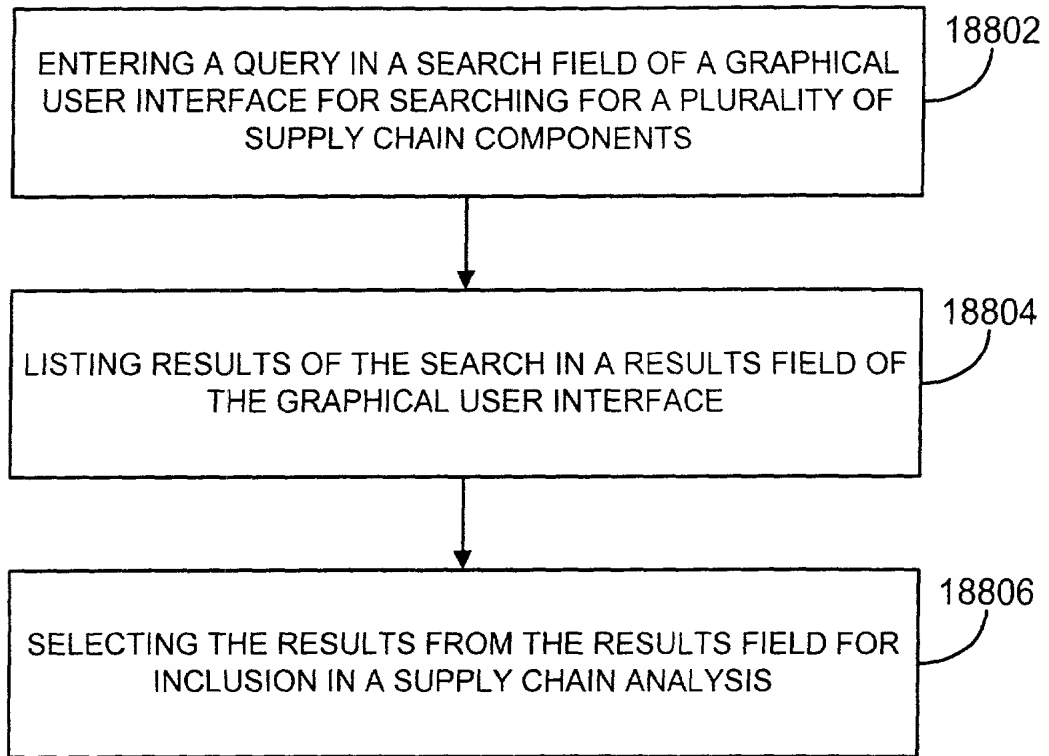 18802
ENTERING A QUERY IN A SEARCH FIELD OF A GRAPHICAL
USER INTERFACE FOR SEARCHING FOR A PLURALITY OF
SUPPLY CHAIN COMPONENTS
18804
LISTING RESULTS OF THE SEARCH IN A RESULTS FIELD OF
THE GRAPHICAL USER INTERFACE
18806
SELECTING THE RESULTS FROM THE RESULTS FIELD FOR
INCLUSION IN A SUPPLY CHAIN ANALYSIS